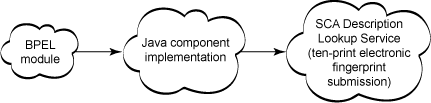 BPEL
module
Java component
implementation
SCA Description
Lookup Service
(ten-print electronic
fingerprint
submission)